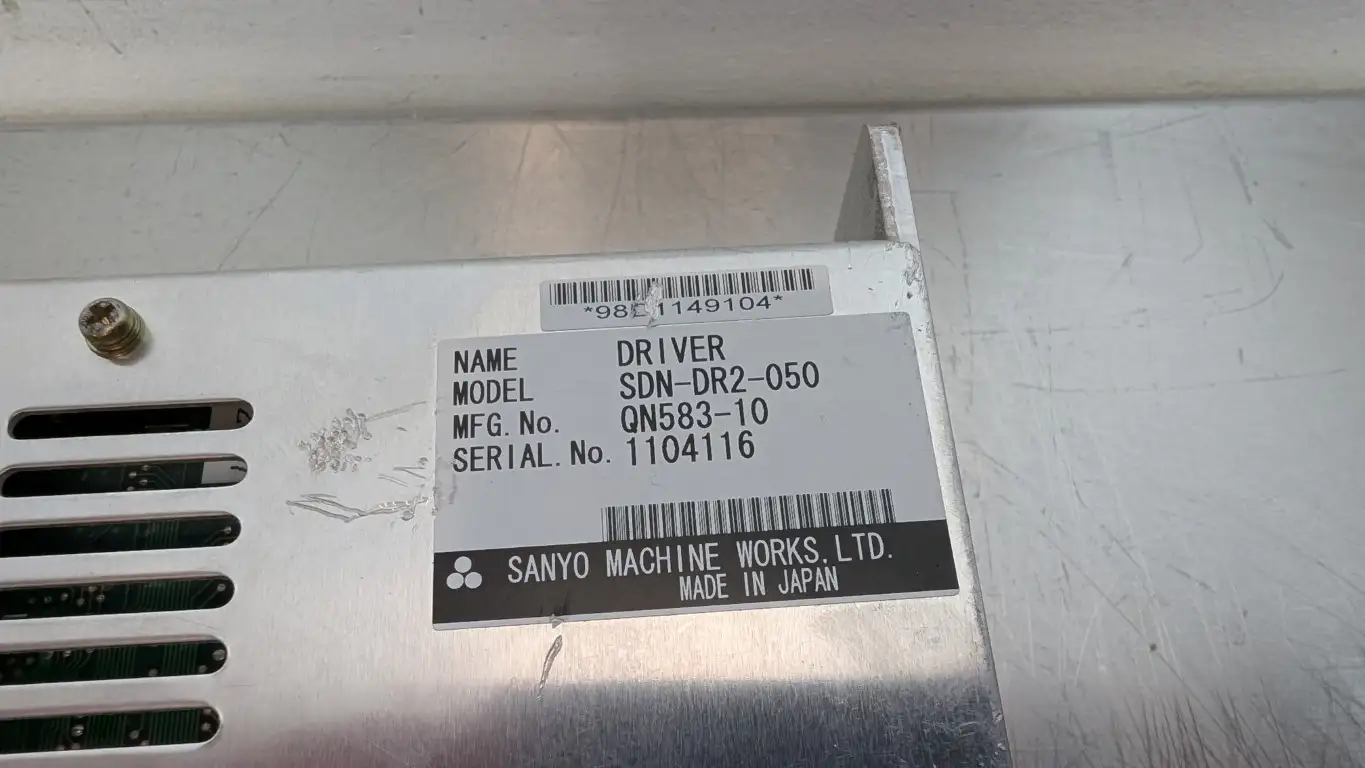 NAME DRIVER
MODEL SDN-DR2-050
MFG.No. QN583-10
SERIAL.No. 1104116
SANYO MACHINE WORKS,LTD.
MADE IN JAPAN